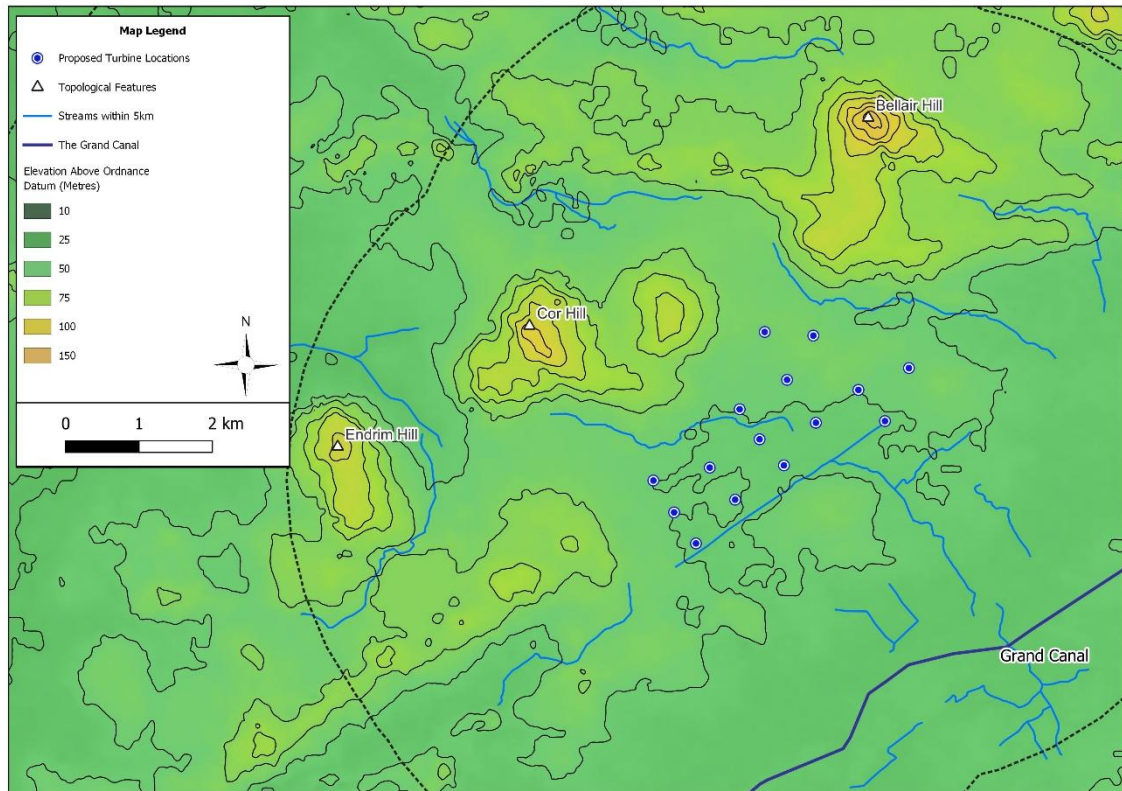 Map Legend
Proposed Turbine Locations
Topological Features
Streams within 5km
The Grand Canal
Elevation Above Ordnance
Datum (Metres)
10
25
50
75
100
150
N
0 1 2 km
Bellair Hill
Cor Hill
Endrim Hill
Grand Canal